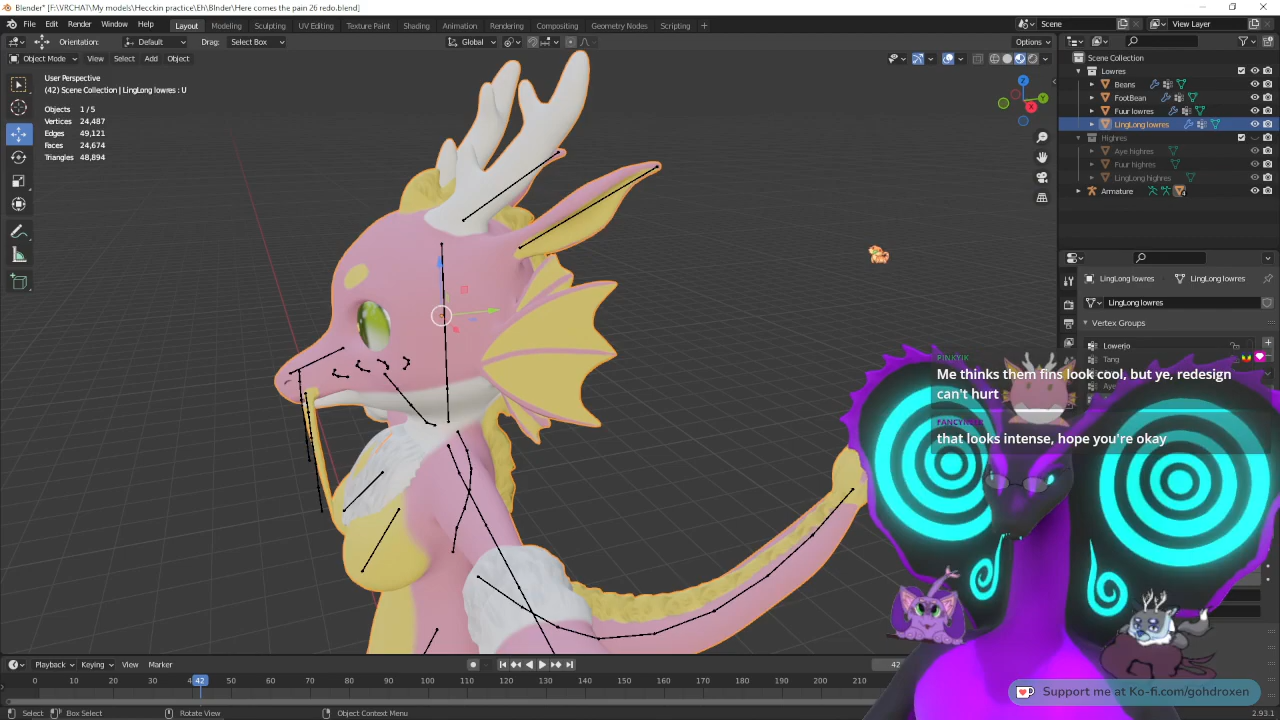 Blender* [F:\VRCHAT\My models\Hecckin practice\Eh\Blnder\Here comes the pain 26 redo.blend]
File Edit Render Window Help Layout Modeling Sculpting UV Editing Texture Paint Shading Animation Rendering Compositing Geometry Nodes Scripting + Scene View Layer
Orientation: Default Drag: Select Box Global Options
Object Mode View Select Add Object
User Perspective
(42) Scene Collection | LingLong lowres : U
Objects 1 / 5
Vertices 24,487
Edges 49,121
Faces 24,674
Triangles 48,894
Z
Y
X
Scene Collection
Lowres
Beans
FootBean
Fuur lowres
LingLong lowres
Highres
Aye highres
Fuur highres
LingLong highres
Armature
LingLong lowres LingLong lowres
LingLong lowres
Vertex Groups
Lowerjo
Tang
PINKYIK
Me thinks them fins look cool, but ye, redesign
can't hurt
that looks intense, hope you're okay
Support me at Ko-fi.com/gohdroxen
Playback Keying View Marker 42
0 10 20 30 42 50 60 70 80 90 100 110 120 130 140 150 160 170 180 190 200 210
Select Box Select Rotate View Object Context Menu 2.93.1